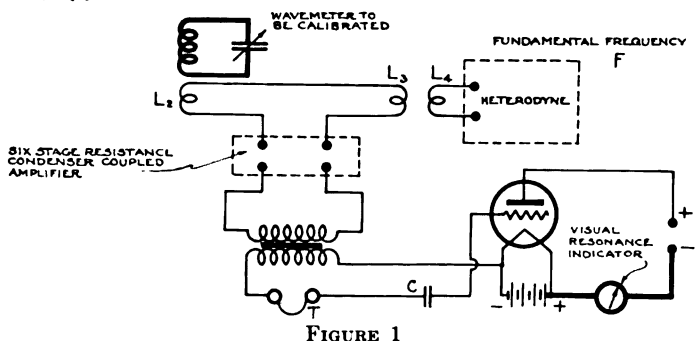 WAVEMETER TO
BE CALIBRATED
FUNDAMENTAL FREQUENCY
F
L2
L3
L4
HETERODYNE
SIX STAGE RESISTANCE
CONDENSER COUPLED
AMPLIFIER
VISUAL
RESONANCE
INDICATOR
+
-
C
T
- +
FIGURE 1